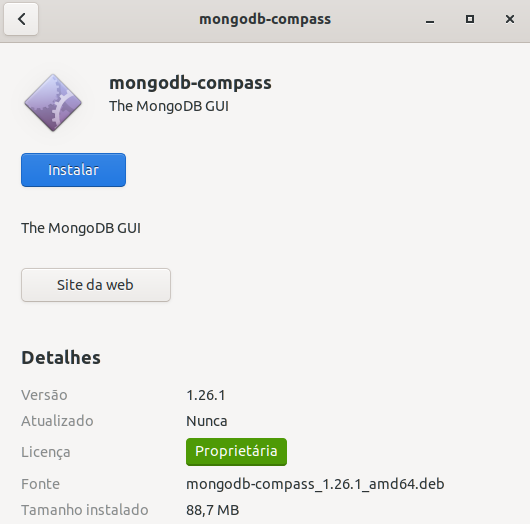 mongodb-compass
mongodb-compass
The MongoDB GUI
Instalar
The MongoDB GUI
Site da web
Detalhes
Versão 1.26.1
Atualizado Nunca
Licença Proprietária
Fonte mongodb-compass_1.26.1_amd64.deb
Tamanho instalado 88,7 MB